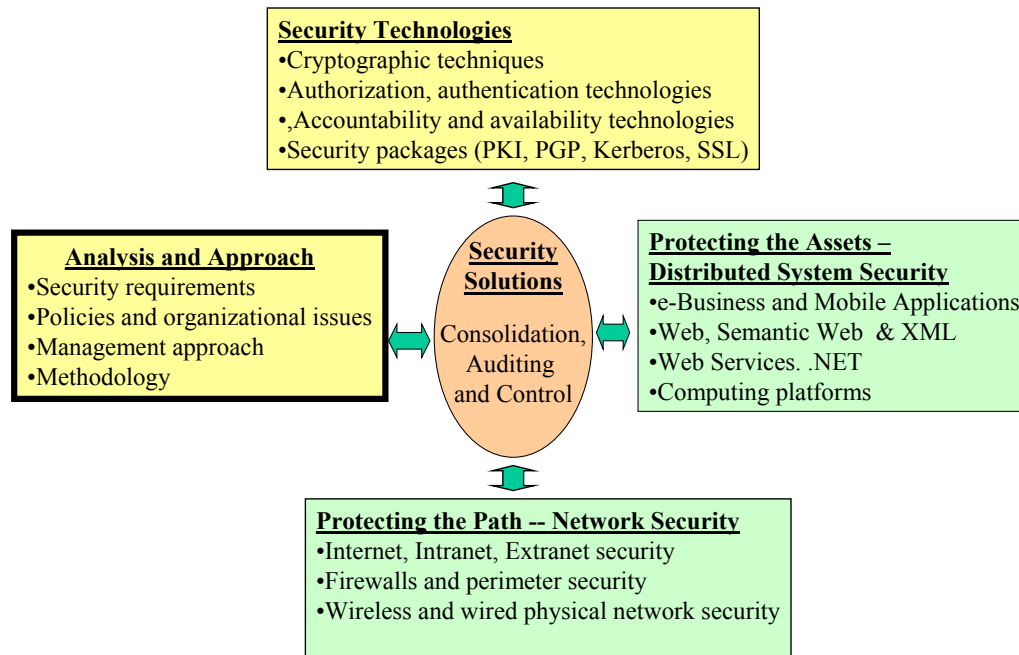 Security Technologies
•Cryptographic techniques
•Authorization, authentication technologies
•,Accountability and availability technologies
•Security packages (PKI, PGP, Kerberos, SSL)
Analysis and Approach
•Security requirements
•Policies and organizational issues
•Management approach
•Methodology
Security
Solutions
Consolidation,
Auditing
and Control
Protecting the Assets –
Distributed System Security
•e-Business and Mobile Applications
•Web, Semantic Web & XML
•Web Services. .NET
•Computing platforms
Protecting the Path -- Network Security
•Internet, Intranet, Extranet security
•Firewalls and perimeter security
•Wireless and wired physical network security